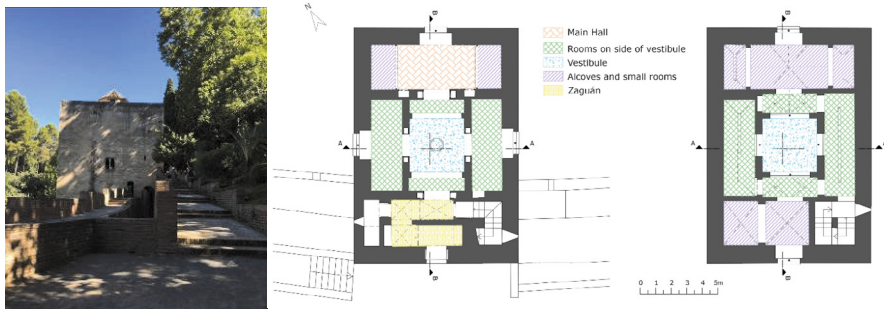 N
B
Main Hall
Rooms on side of vestibule
Vestibule
Alcoves and small rooms
Zaguán
A
A
B
B
A
A
B
0 1 2 3 4 5m